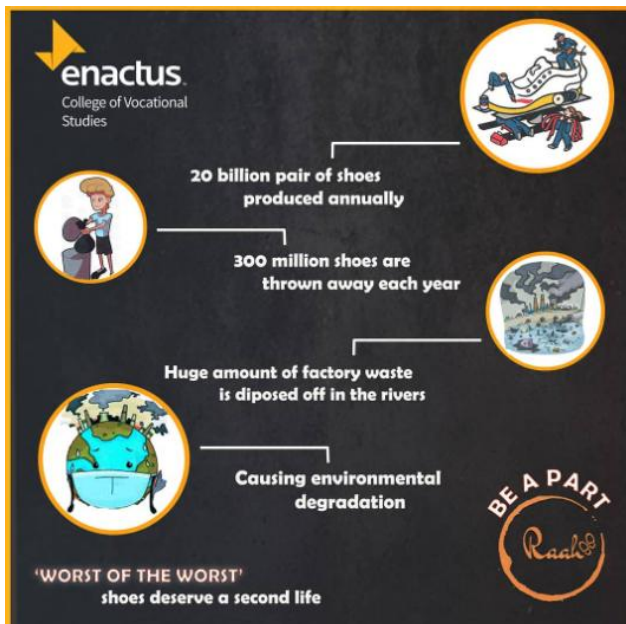 enactus.
College of Vocational
Studies
20 billion pair of shoes
produced annually
300 million shoes are
thrown away each year
Huge amount of factory waste
is diposed off in the rivers
Causing environmental
degradation
BE A PART
Raah
'WORST OF THE WORST'
shoes deserve a second life